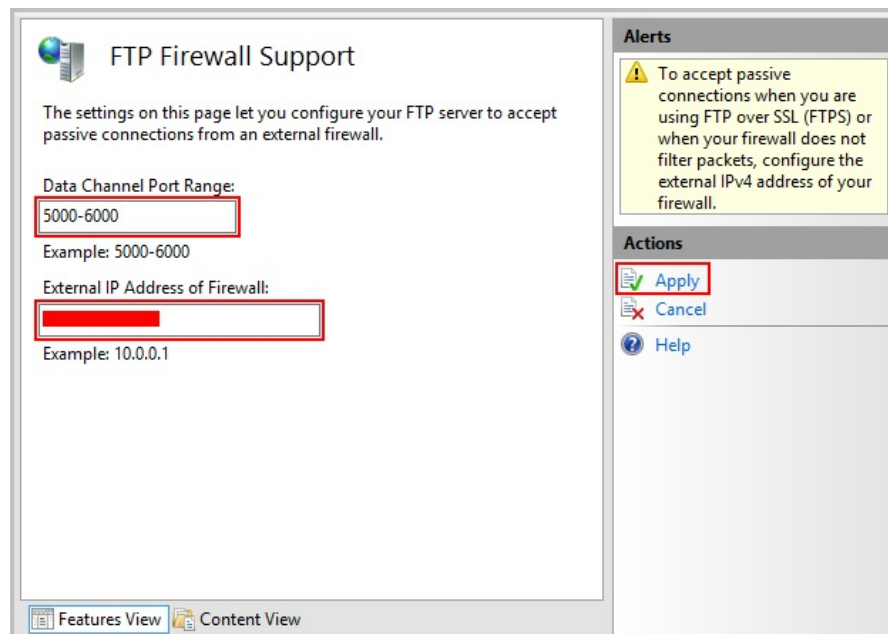 FTP Firewall Support
The settings on this page let you configure your FTP server to accept
passive connections from an external firewall.
Data Channel Port Range:
5000-6000
Example: 5000-6000
External IP Address of Firewall:
Example: 10.0.0.1
Features View
Content View
Alerts
To accept passive
connections when you are
using FTP over SSL (FTPS) or
when your firewall does not
filter packets, configure the
external IPv4 address of your
firewall.
Actions
Apply
Cancel
Help